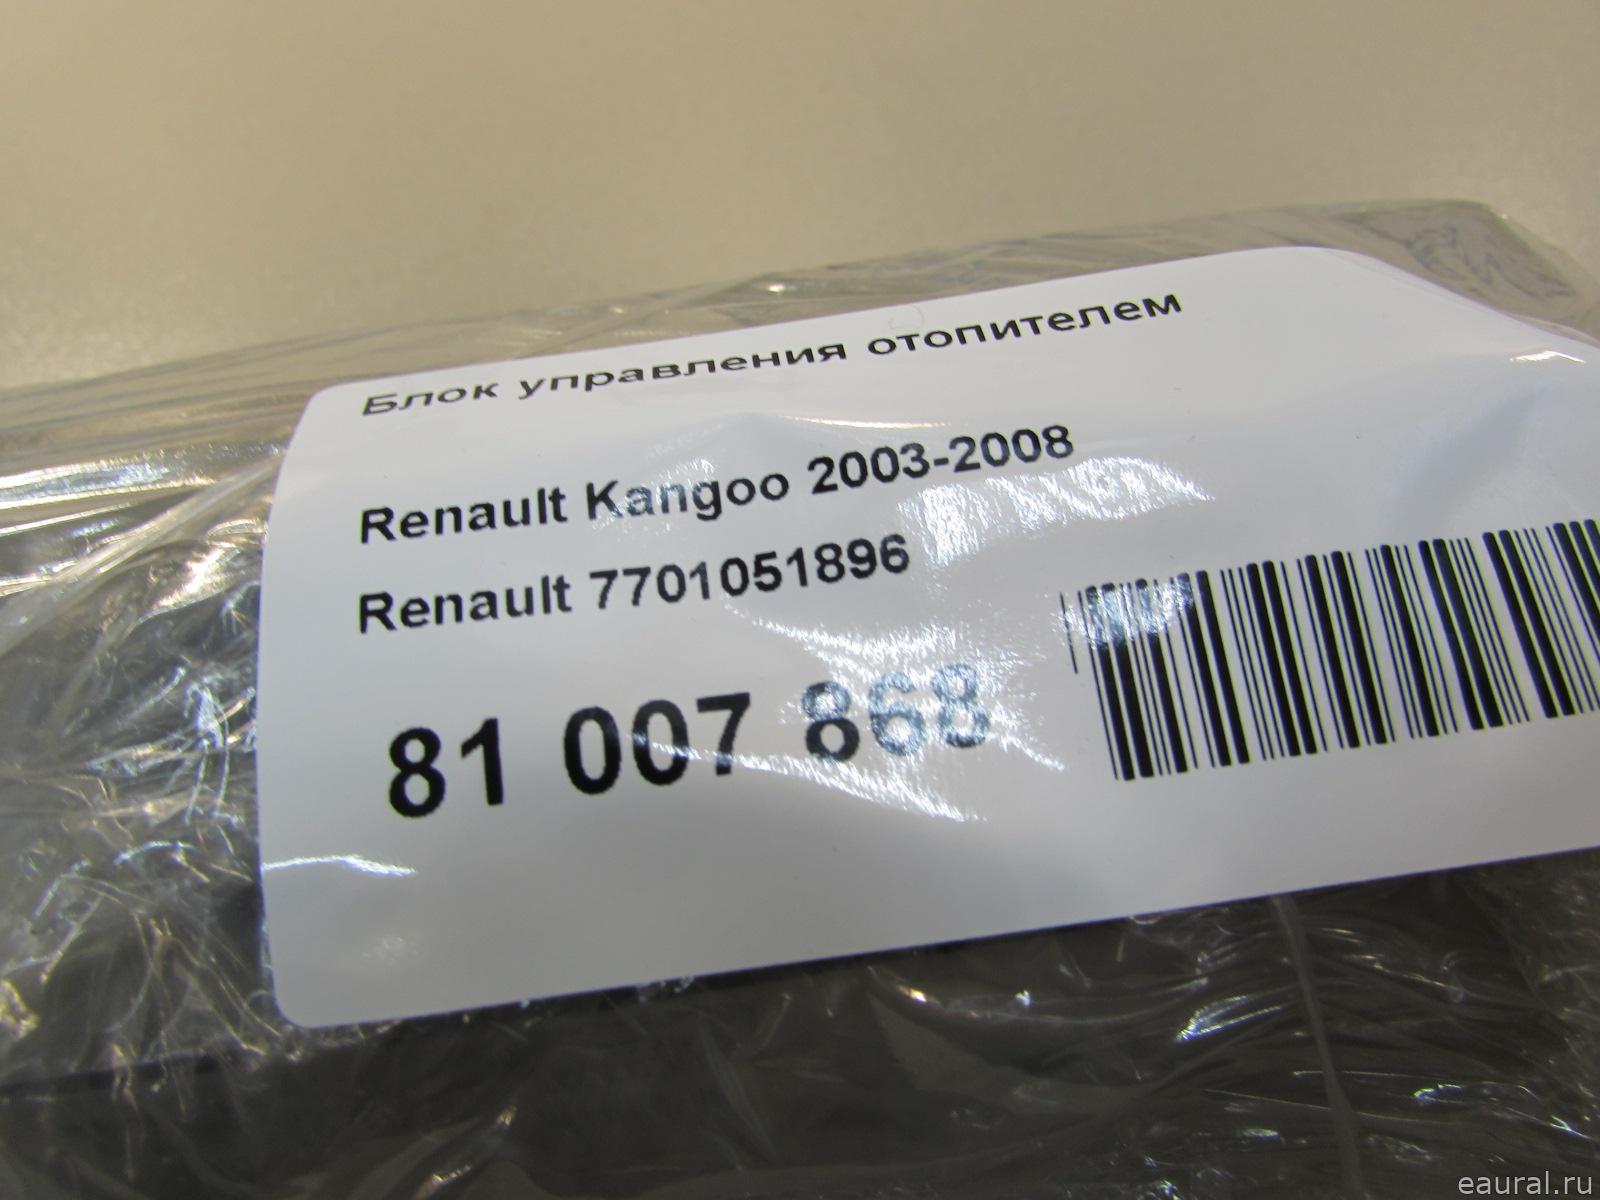 Блок управления отопителем
Renault Kangoo 2003-2008
Renault 7701051896
81 007 868
eaural.ru